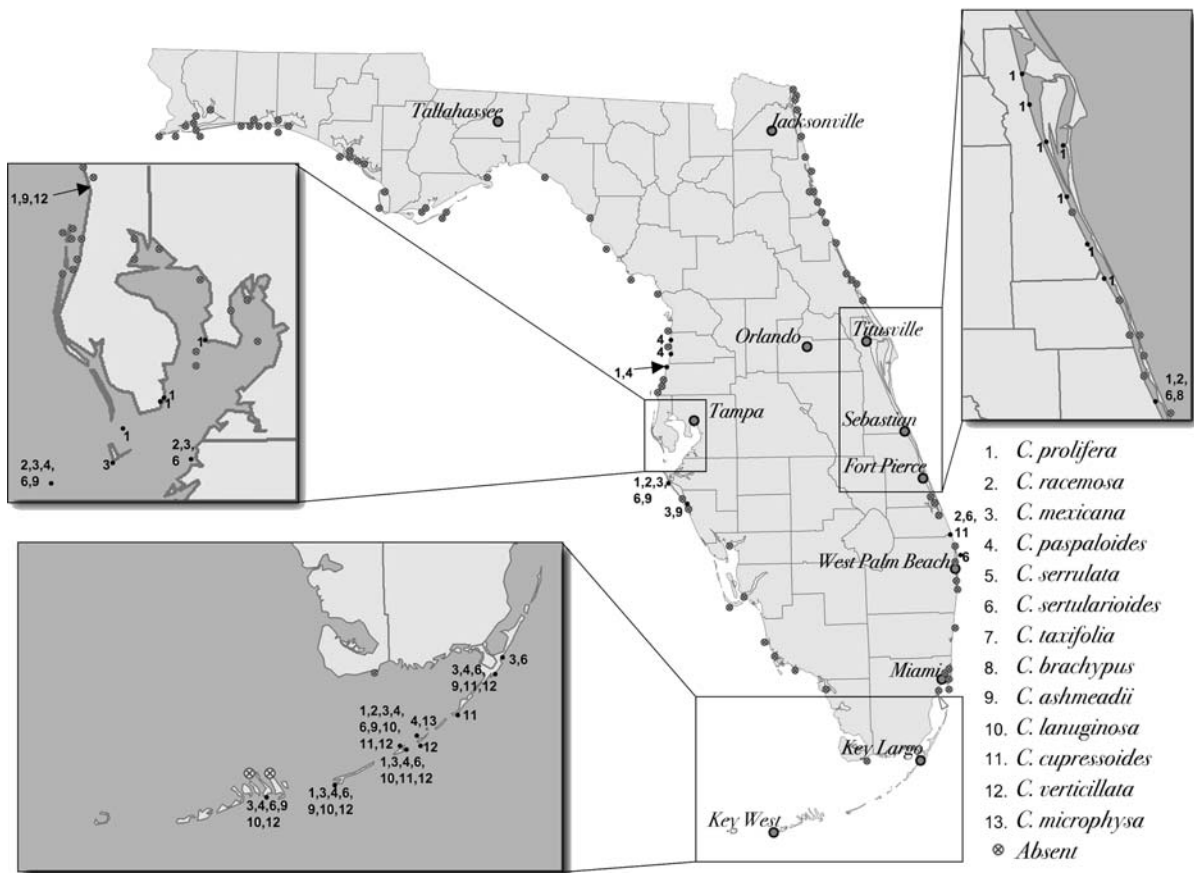 Tallahassee
Jacksonville
Orlando
Titusville
Tampa
Sebastian
Fort Pierce
West Palm Beach
Miami
Key Largo
Key West
4
4
1,4
1,2,3,
6,9
3,9
2,6,
11
6
1,9,12
1
1
1
1
3
2,3,
6
2,3,4,
6,9
1
1
1
1
1
1
1
1,2,
6,8
3,6
3,4,6,
9,11,12
11
1,2,3,4,
6,9,10,
11,12
4,13
12
1,3,4,6,
10,11,12
1,3,4,6,
9,10,12
3,4,6,9
10,12
1. C. prolifera
2. C. racemosa
3. C. mexicana
4. C. paspaloides
5. C. serrulata
6. C. sertularioides
7. C. taxifolia
8. C. brachypus
9. C. ashmeadii
10. C. lanuginosa
11. C. cupressoides
12. C. verticillata
13. C. microphysa
Absent